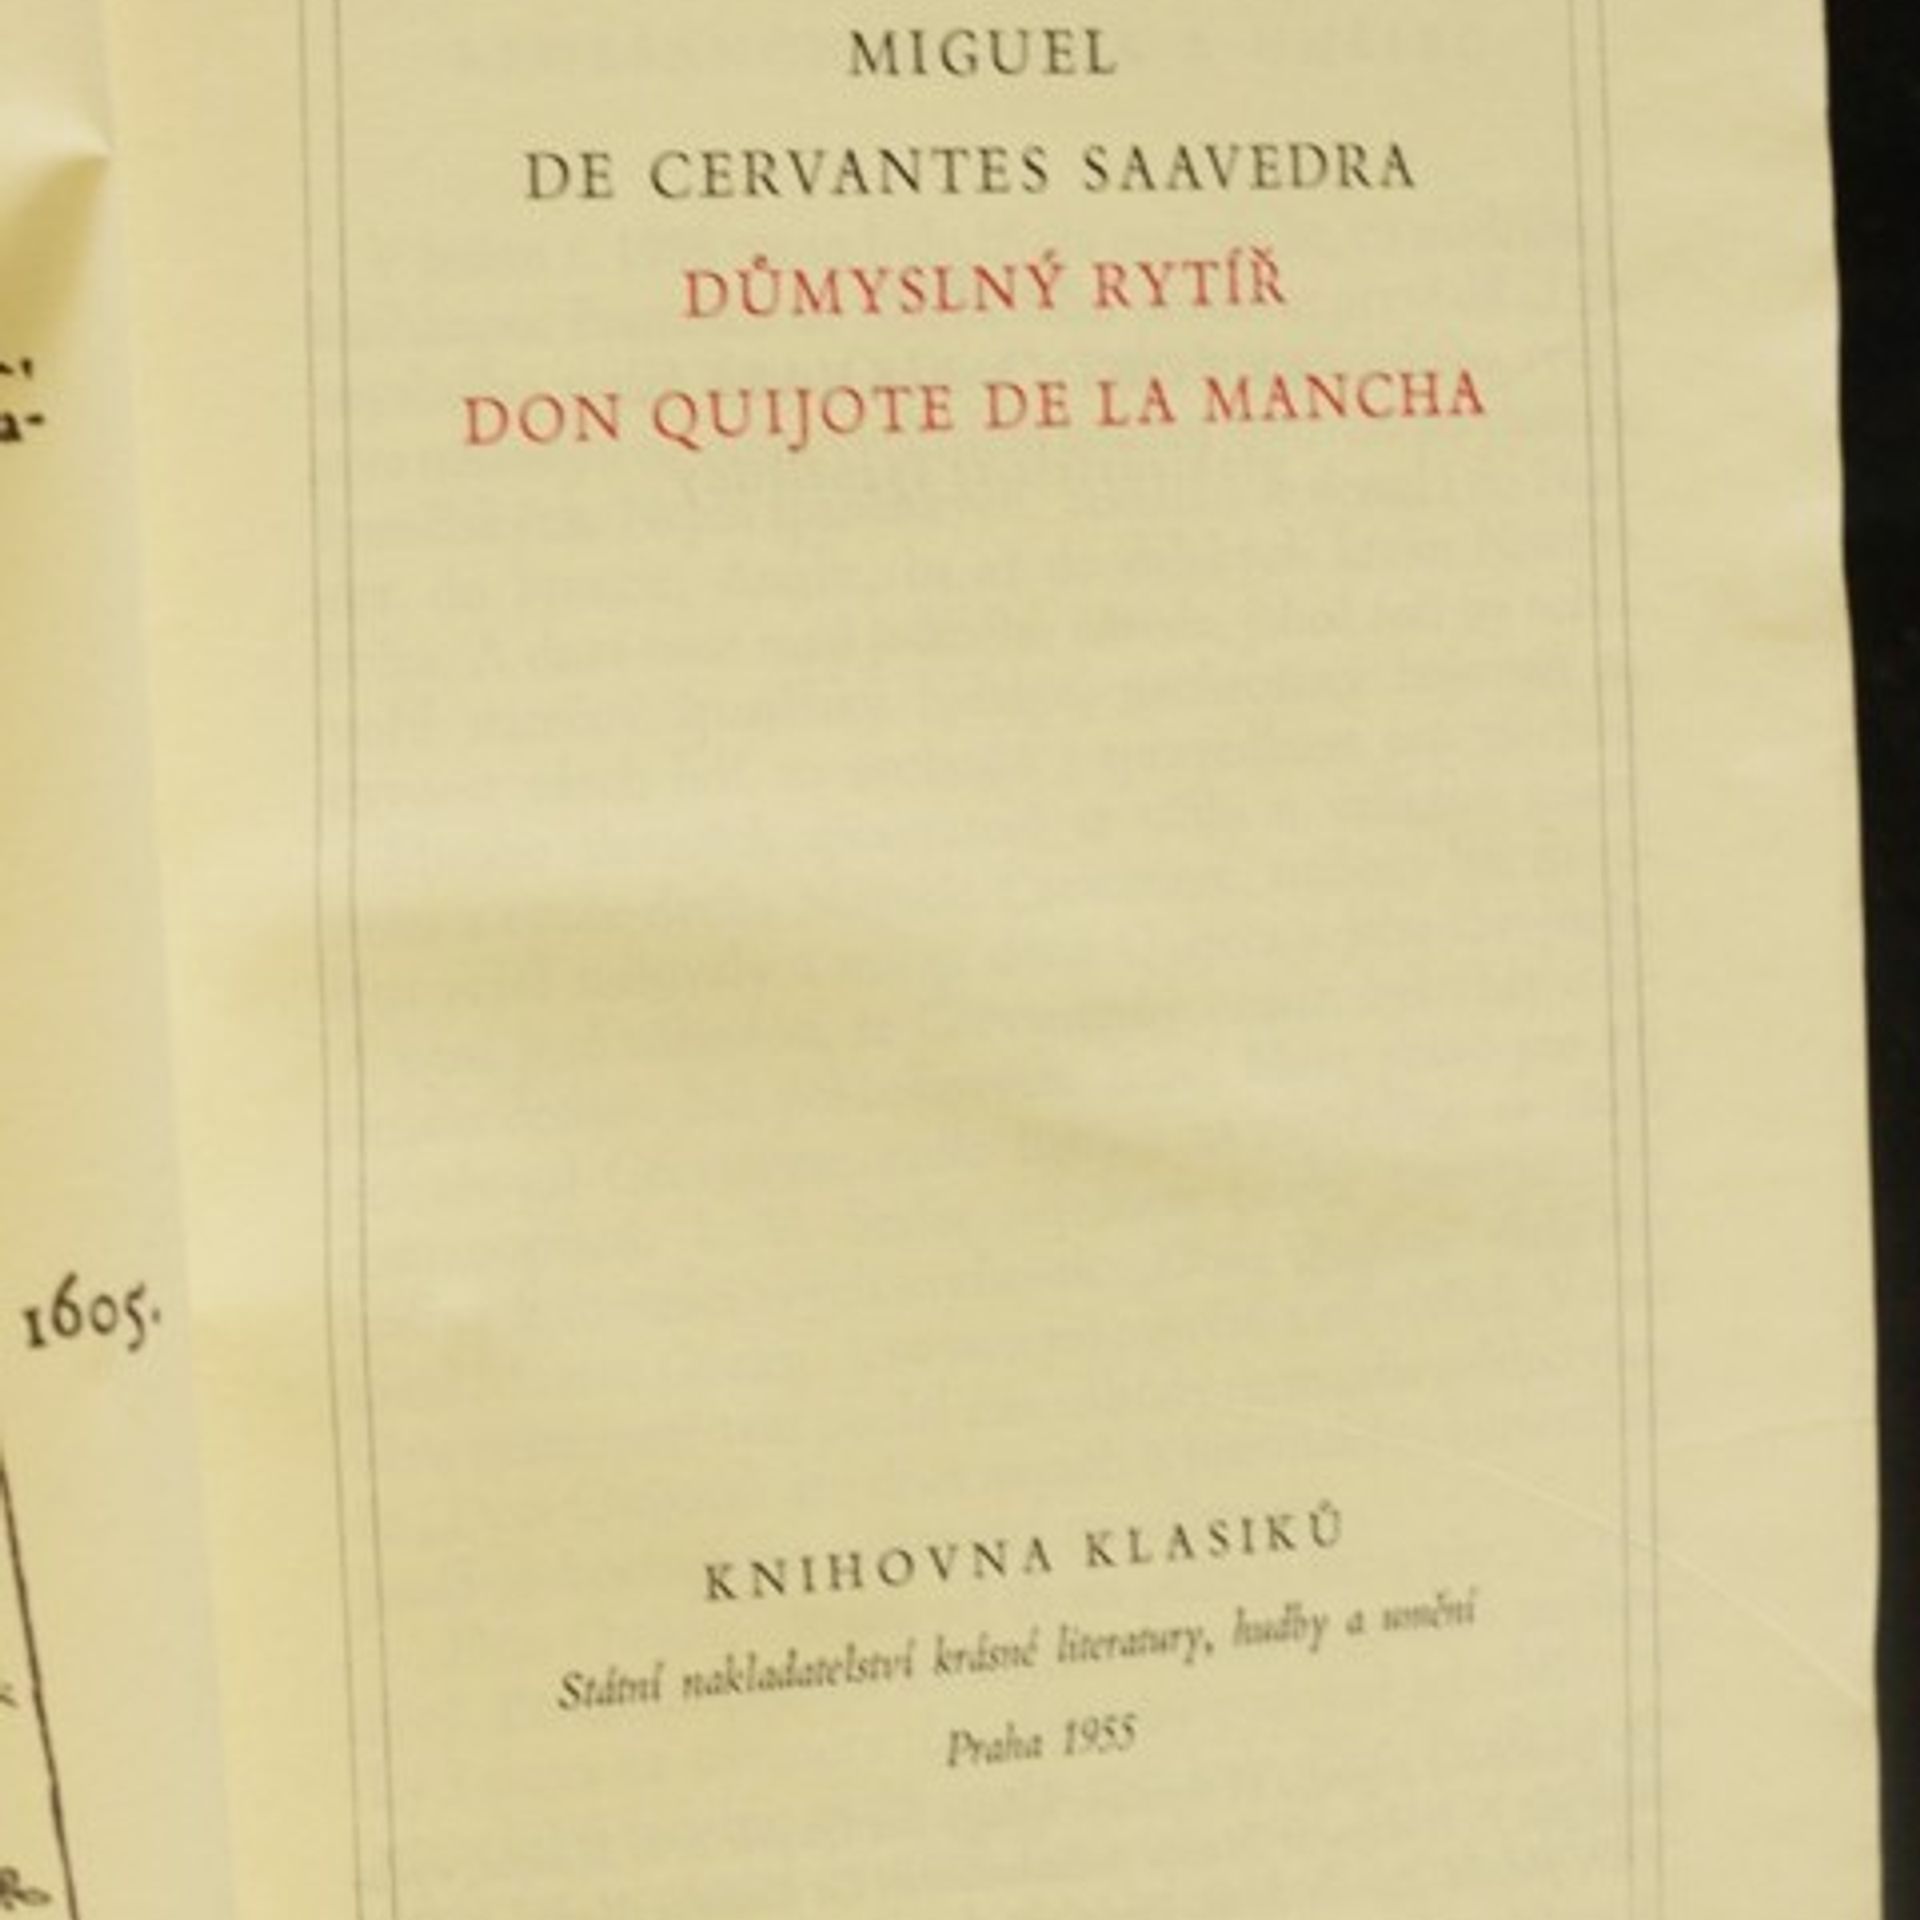 a-
1605.
MIGUEL
DE CERVANTES SAAVEDRA
DŮMYSLNÝ RYTÍŘ
DON QUIJOTE DE LA MANCHA
KNIHOVNA KLASIKŮ
Státní nakladatelství krásné literatury, hudby a umění
Praha 1955